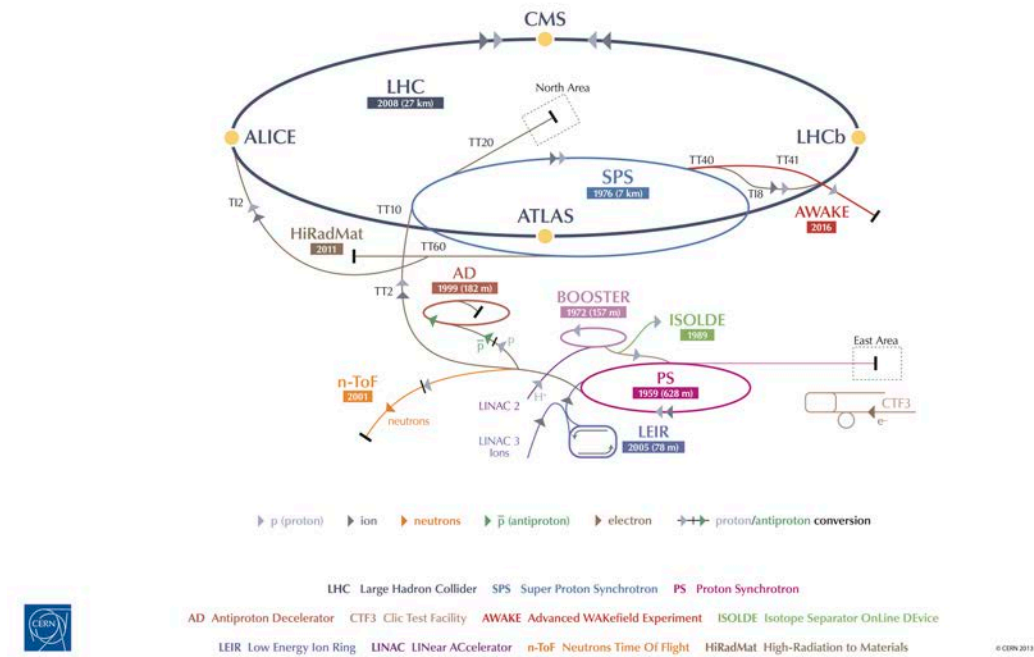 CMS
LHC
2008 (27 km)
North Area
ALICE
TT20
LHCb
TT40
TT41
SPS
1976 (7 km)
TI8
TI2
TT10
ATLAS
AWAKE
2016
HiRadMat
2011
TT60
AD
1999 (182 m)
TT2
BOOSTER
1972 (157 m)
ISOLDE
1989
p̅
p
East Area
n-ToF
2001
PS
1959 (628 m)
LINAC 2
H⁺
CTF3
e⁻
neutrons
LINAC 3
Ions
LEIR
2005 (78 m)
p (proton) ion neutrons p̅ (antiproton) electron proton/antiproton conversion
LHC Large Hadron Collider SPS Super Proton Synchrotron PS Proton Synchrotron
AD Antiproton Decelerator CTF3 Clic Test Facility AWAKE Advanced WAKefield Experiment ISOLDE Isotope Separator OnLine DEvice
LEIR Low Energy Ion Ring LINAC LINear ACcelerator n-ToF Neutrons Time Of Flight HiRadMat High-Radiation to Materials
CERN
© CERN 2013